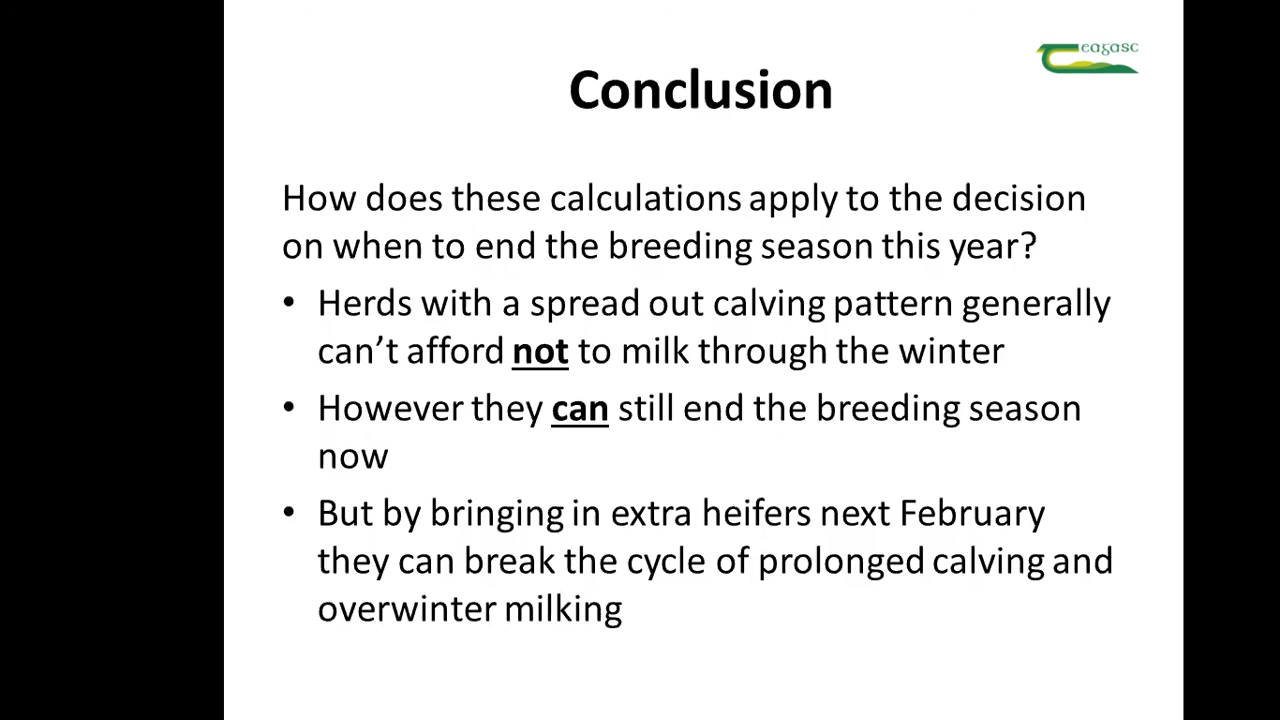 eagasc
Conclusion
How does these calculations apply to the decision
on when to end the breeding season this year?
• Herds with a spread out calving pattern generally
can’t afford not to milk through the winter
• However they can still end the breeding season
now
• But by bringing in extra heifers next February
they can break the cycle of prolonged calving and
overwinter milking